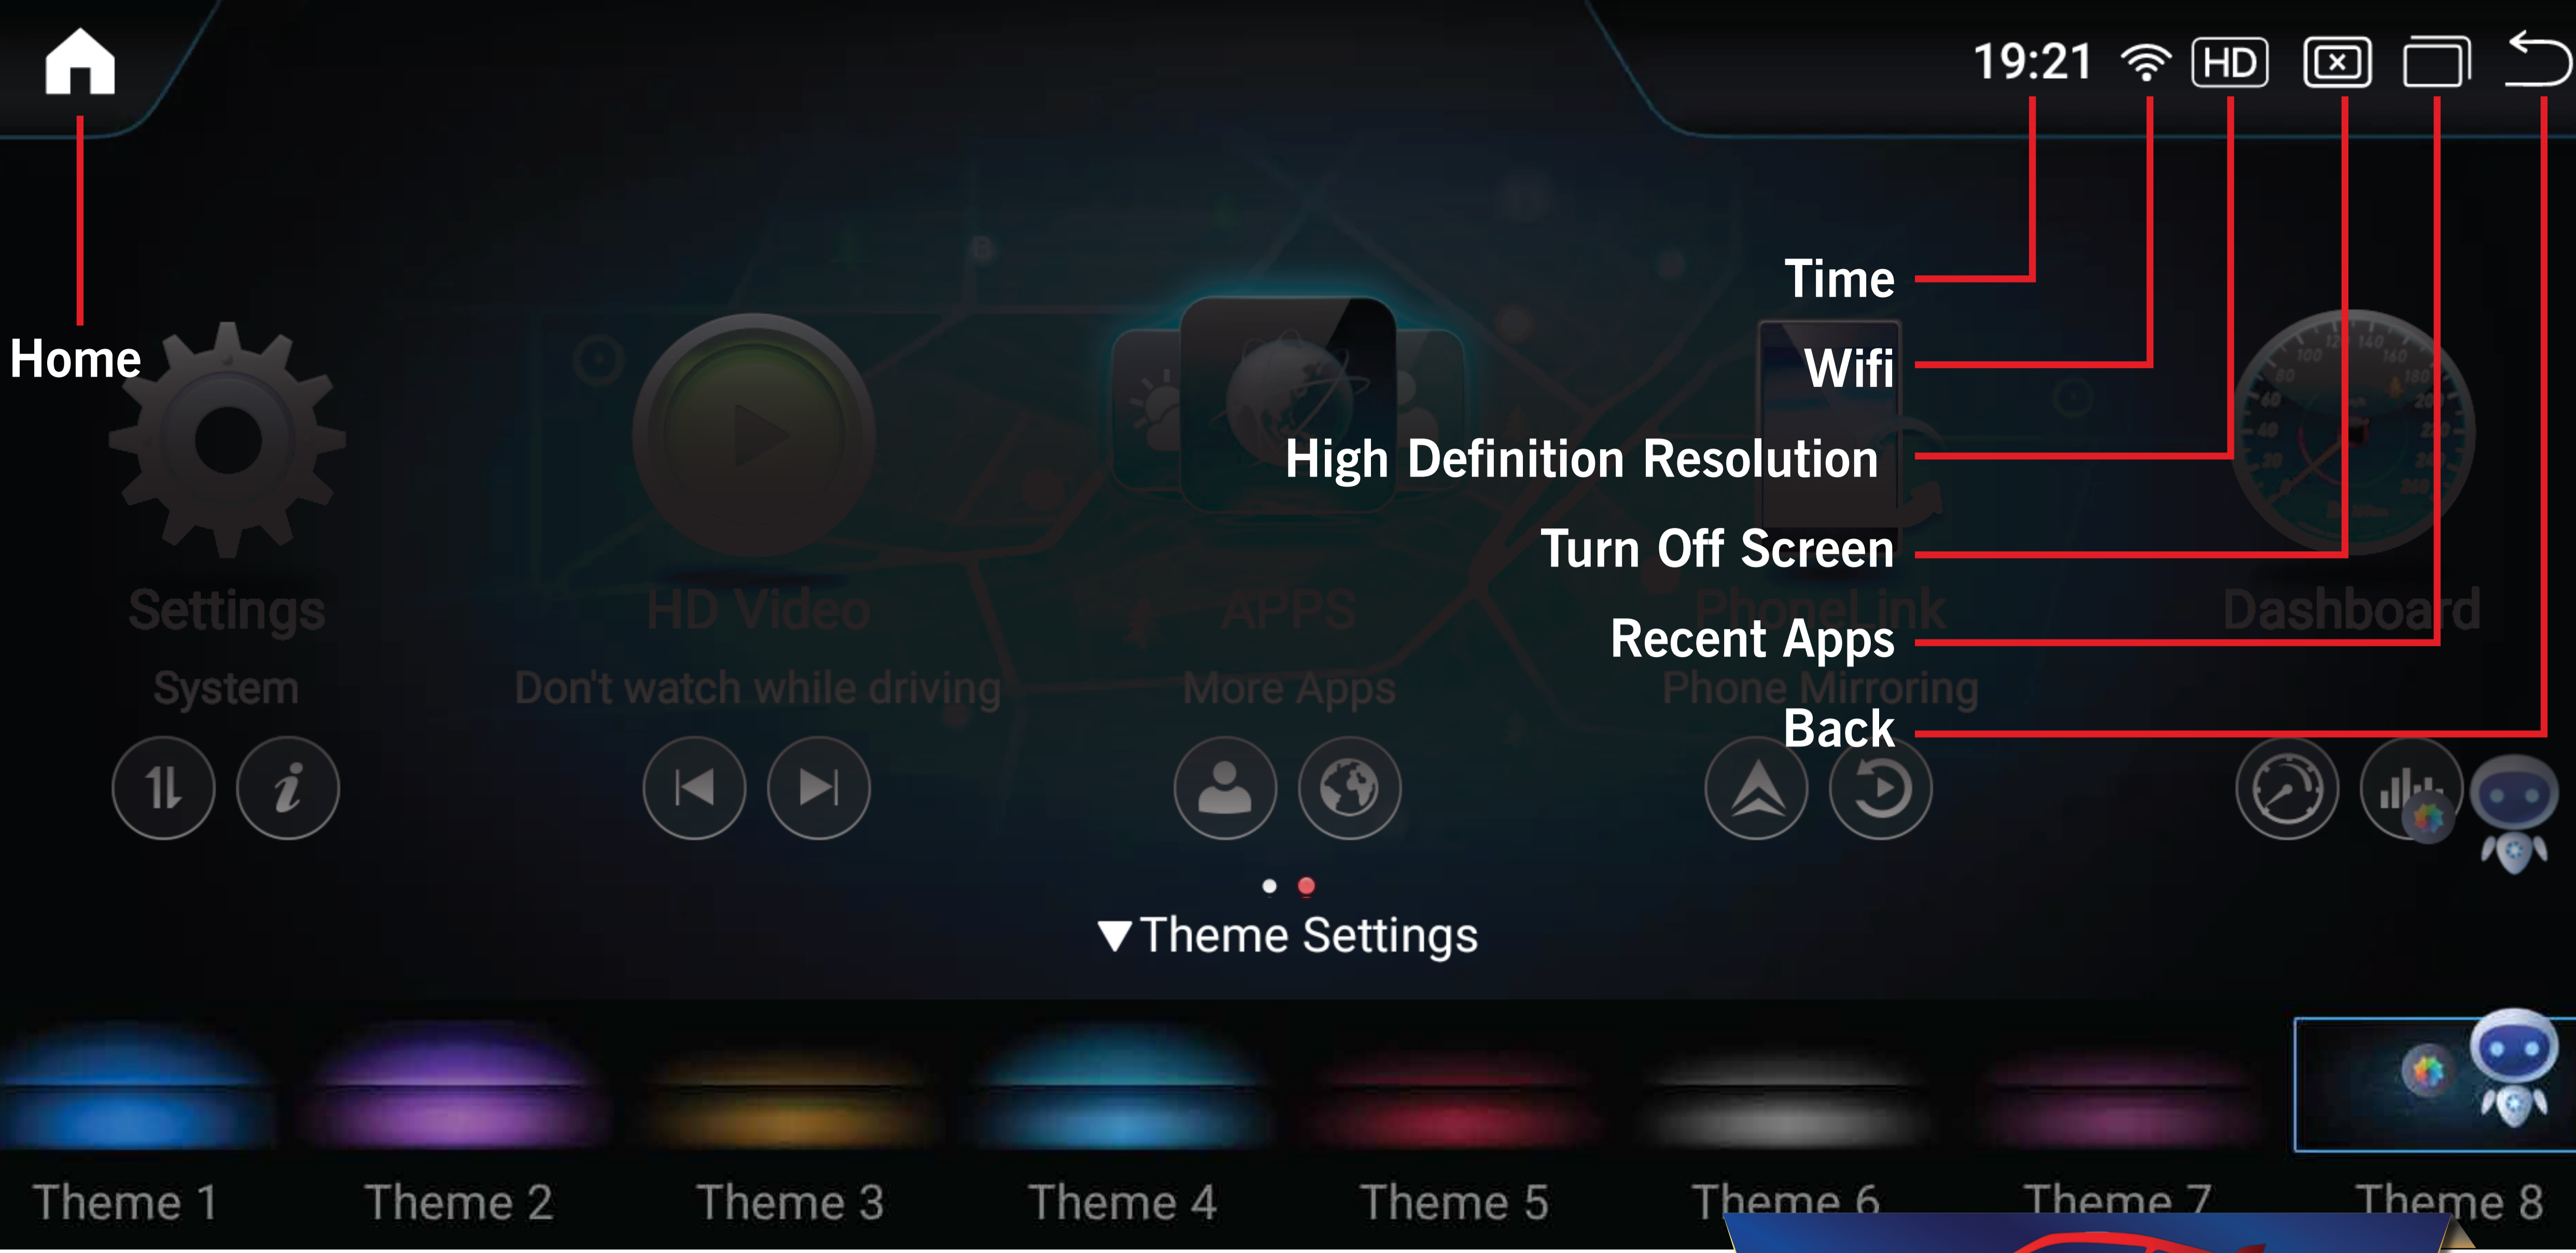 19:21 HD
Home
Time
Wifi
High Definition Resolution
Turn Off Screen
Recent Apps
Back
Settings
HD Video
APPS
PhoneLink
Dashboard
System
Don't watch while driving
More Apps
Phone Mirroring
Theme Settings
Theme 1
Theme 2
Theme 3
Theme 4
Theme 5
Theme 6
Theme 7
Theme 8